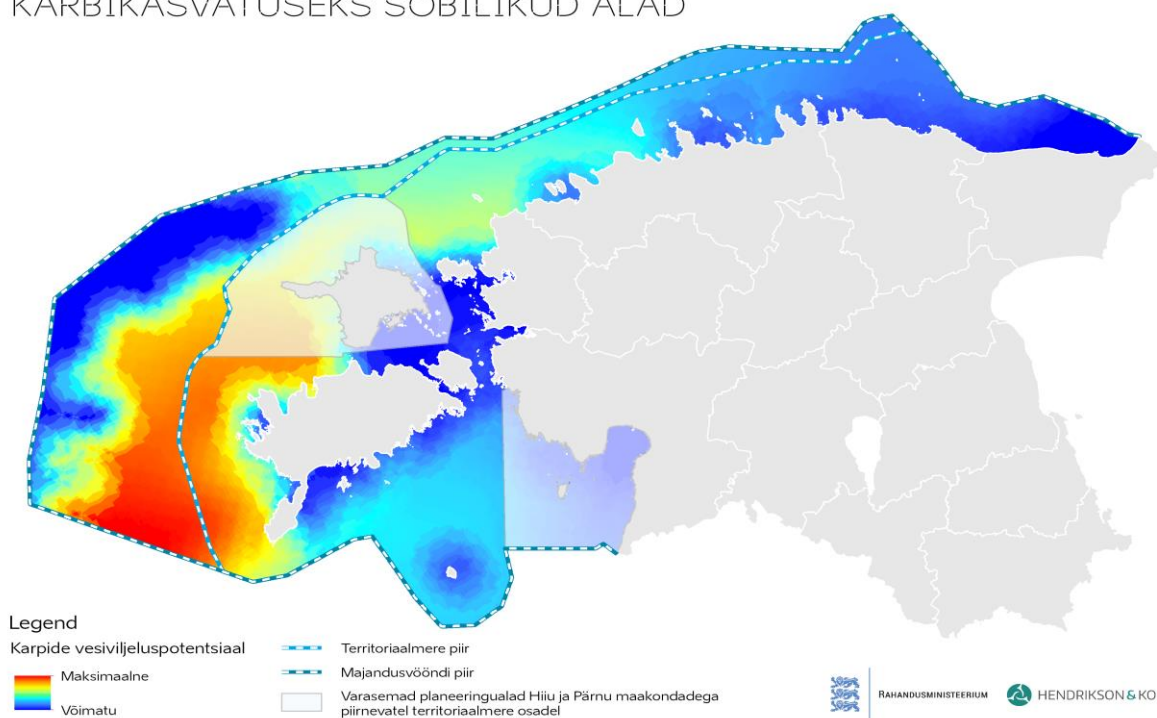 KARBIKASVATUSEKS SOBILIKUD ALAD
Legend
Karpide vesiviljeluspotentsiaal
Maksimaalne
Võimatu
Territoriaalmere piir
Majandusvööndi piir
Varasemad planeeringualad Hiiu ja Pärnu maakondadega
piirnevatel territoriaalmere osadel
RAHANDUSMINISTEERIUM
HENDRIKSON & KO